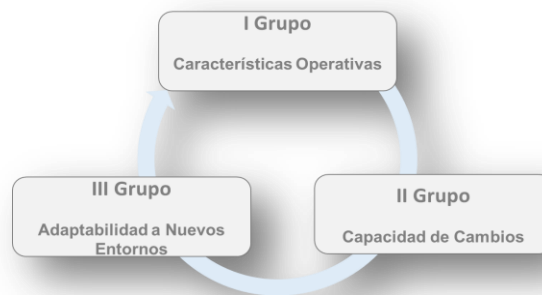 I Grupo
Características Operativas
III Grupo
Adaptabilidad a Nuevos
Entornos
II Grupo
Capacidad de Cambios